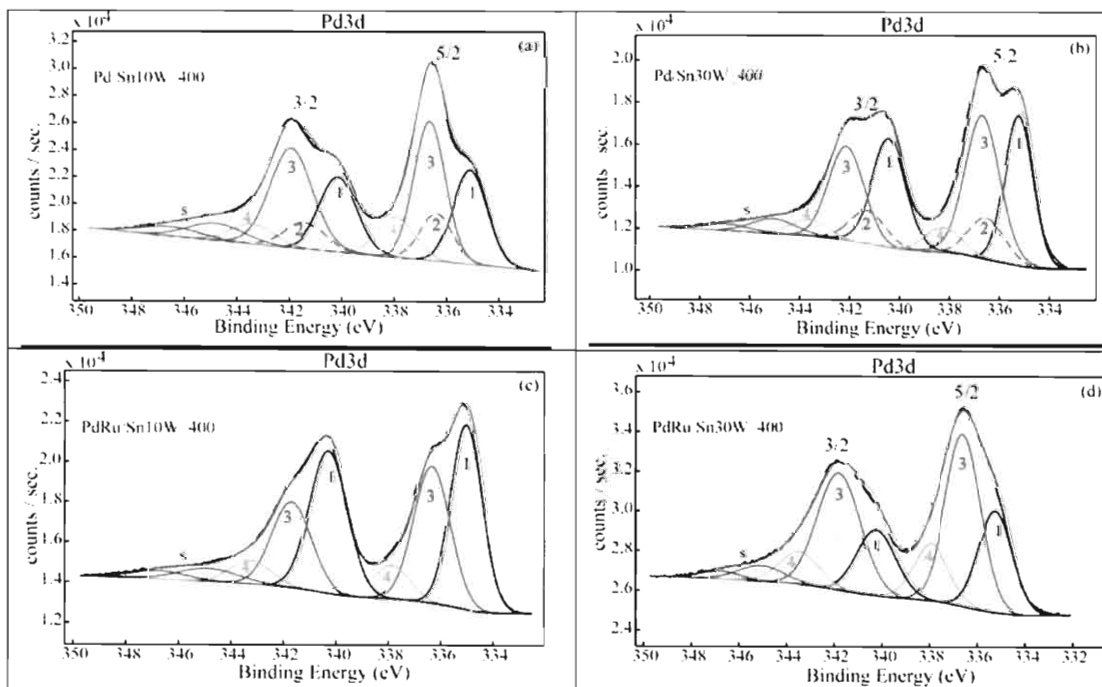 Pd3d
x 10⁴
(a)
5/2
Pd Sn10W 400
3/2
3.2
3.0
2.8
2.6
2.4
2.2
2.0
1.8
1.6
1.4
counts / sec.
3 1 3 1
s 4 2 4 2
350 348 346 344 342 340 338 336 334
Binding Energy (eV)
Pd3d
x 10⁴
(b)
5/2
Pd/Sn30W 400
3/2
2.0
1.8
1.6
1.4
1.2
1.0
counts / sec.
3 1 3 1
s 4 2 4 2
350 348 346 344 342 340 338 336 334
Binding Energy (eV)
Pd3d
x 10⁴
(c)
PdRu Sn10W 400
2.4
2.2
2.0
1.8
1.6
1.4
1.2
counts / sec.
3 1 3 1
s 4 4
350 348 346 344 342 340 338 336 334
Binding Energy (eV)
Pd3d
x 10⁴
(d)
5/2
PdRu Sn30W 400
3/2
3.6
3.4
3.2
3.0
2.8
2.6
2.4
counts / sec.
3 1 3 1
s 4 4
350 348 346 344 342 340 338 336 334 332
Binding Energy (eV)